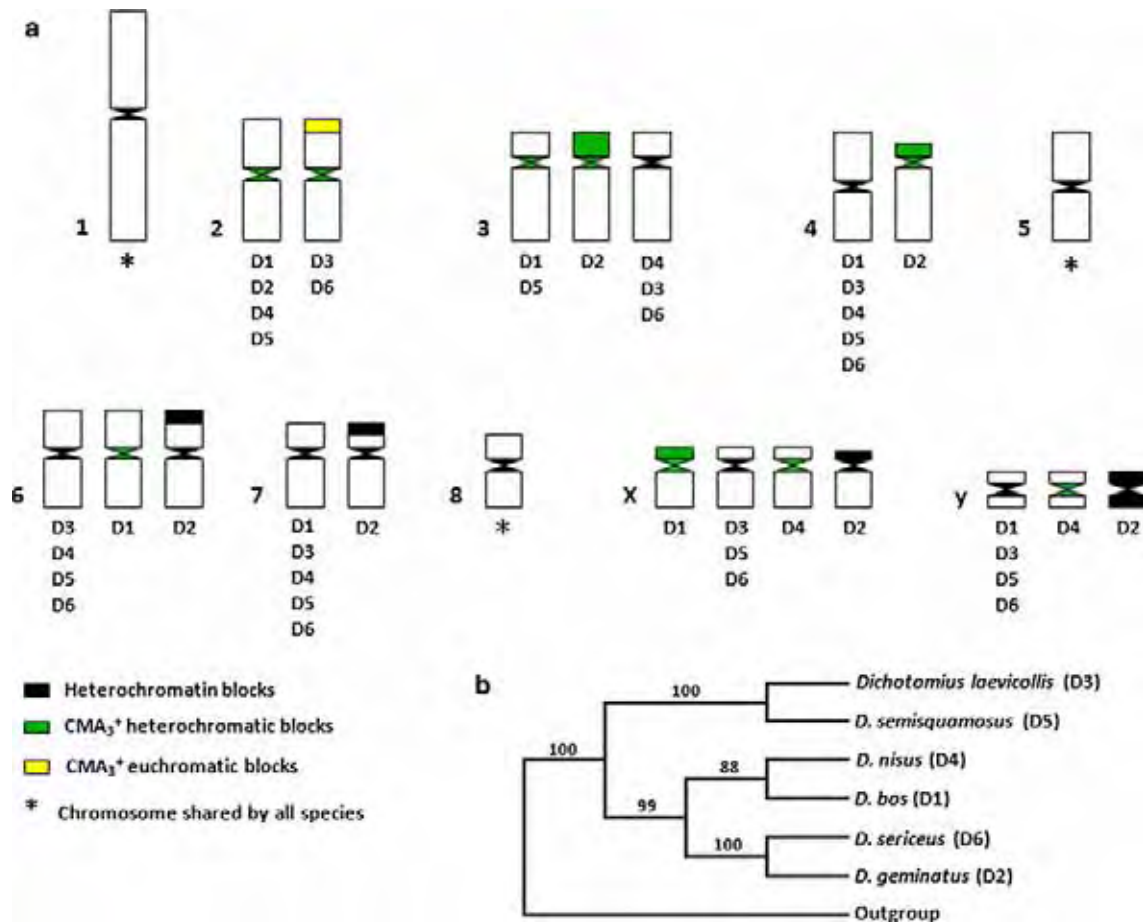 a
1
*
2
D1 D3
D2 D6
D4
D5
3
D1 D2 D4
D5 D3
D6
4
D1 D2
D3
D4
D5
D6
5
*
6
D3 D1 D2
D4
D5
D6
7
D1 D2
D3
D4
D5
D6
8
*
X
D1 D3 D4 D2
D5
D6
y
D1 D4 D2
D3
D5
D6
Heterochromatin blocks
CMA₃⁺ heterochromatic blocks
CMA₃⁺ euchromatic blocks
* Chromosome shared by all species
b
100
100
99
88
100
Dichotomius laevicollis (D3)
D. semisquamosus (D5)
D. nisus (D4)
D. bos (D1)
D. sericeus (D6)
D. geminatus (D2)
Outgroup